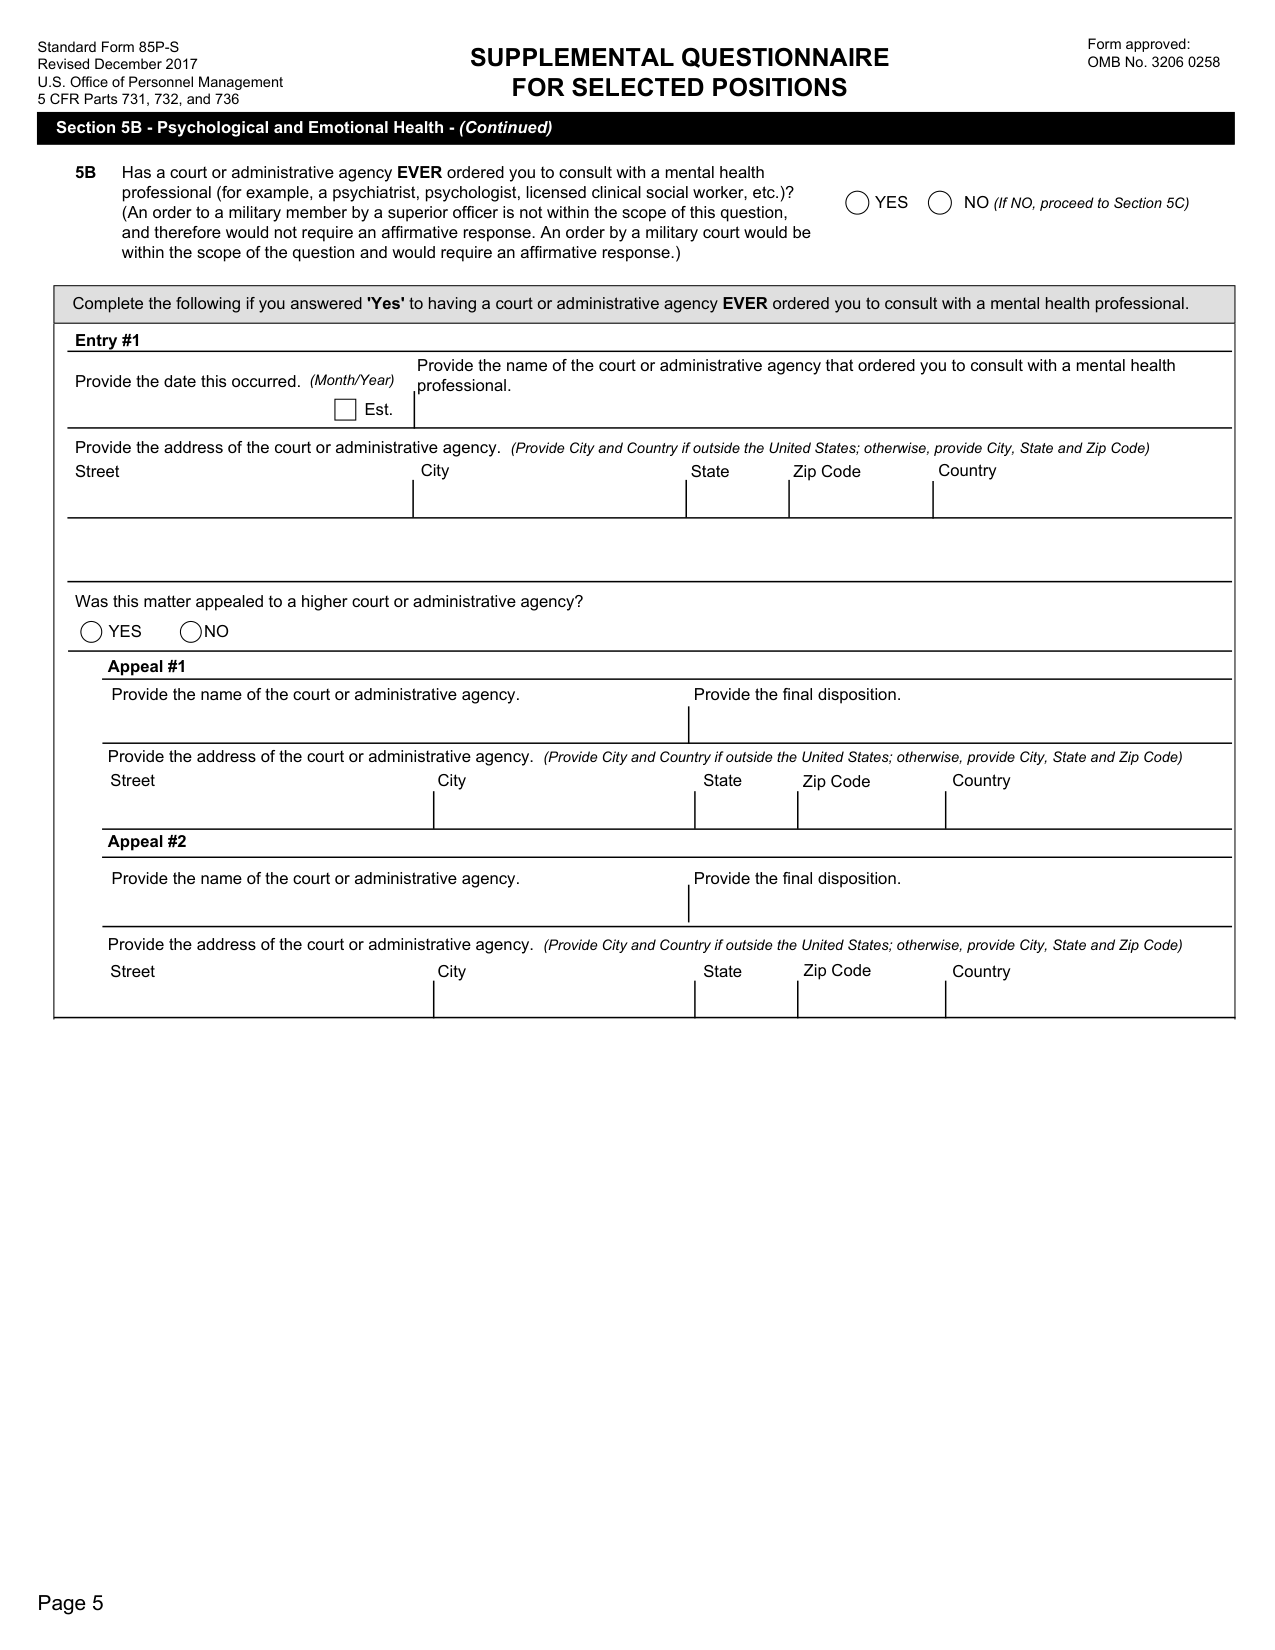 Standard Form 85P-S
Revised December 2017
U.S. Office of Personnel Management
5 CFR Parts 731, 732, and 736
SUPPLEMENTAL QUESTIONNAIRE
FOR SELECTED POSITIONS
Form approved:
OMB No. 3206 0258
Section 5B - Psychological and Emotional Health - (Continued)
5B Has a court or administrative agency EVER ordered you to consult with a mental health
professional (for example, a psychiatrist, psychologist, licensed clinical social worker, etc.)?
(An order to a military member by a superior officer is not within the scope of this question,
and therefore would not require an affirmative response. An order by a military court would be
within the scope of the question and would require an affirmative response.)
YES NO (If NO, proceed to Section 5C)
Complete the following if you answered 'Yes' to having a court or administrative agency EVER ordered you to consult with a mental health professional.
Entry #1
Provide the date this occurred. (Month/Year)
Est.
Provide the name of the court or administrative agency that ordered you to consult with a mental health
professional.
Provide the address of the court or administrative agency. (Provide City and Country if outside the United States; otherwise, provide City, State and Zip Code)
Street City State Zip Code Country
Was this matter appealed to a higher court or administrative agency?
YES NO
Appeal #1
Provide the name of the court or administrative agency. Provide the final disposition.
Provide the address of the court or administrative agency. (Provide City and Country if outside the United States; otherwise, provide City, State and Zip Code)
Street City State Zip Code Country
Appeal #2
Provide the name of the court or administrative agency. Provide the final disposition.
Provide the address of the court or administrative agency. (Provide City and Country if outside the United States; otherwise, provide City, State and Zip Code)
Street City State Zip Code Country
Page 5